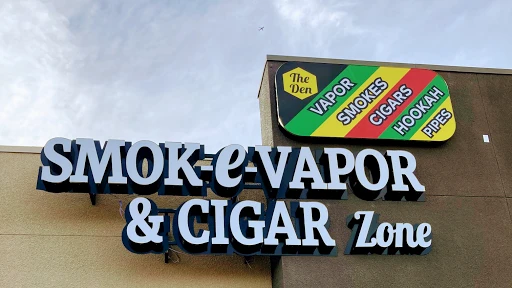 The
Den
VAPOR
SMOKES
CIGARS
HOOKAH
PIPES
SMOK-e-VAPOR
& CIGAR Zone